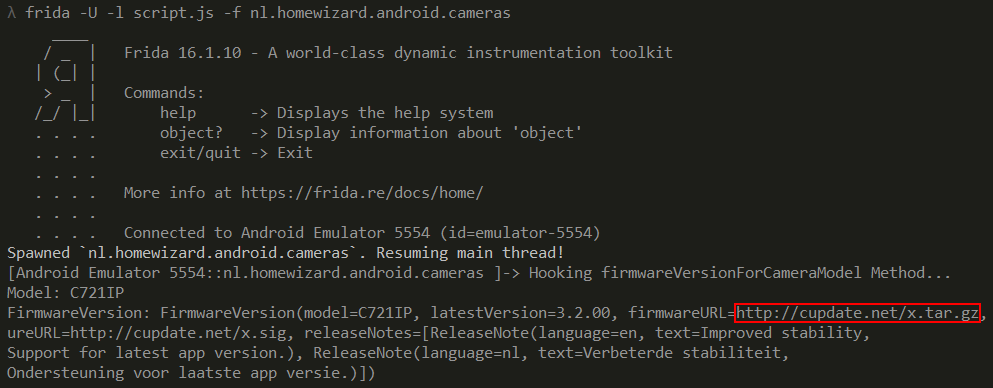 λ frida -U -l script.js -f nl.homewizard.android.cameras
     ____
    / _  |   Frida 16.1.10 - A world-class dynamic instrumentation toolkit
   | (_| |
    > _  |   Commands:
   /_/ |_|       help      -> Displays the help system
   . . . .       object?   -> Display information about 'object'
   . . . .       exit/quit -> Exit
   . . . .
   . . . .   More info at https://frida.re/docs/home/
   . . . .
   . . . .   Connected to Android Emulator 5554 (id=emulator-5554)
Spawned `nl.homewizard.android.cameras`. Resuming main thread!
[Android Emulator 5554::nl.homewizard.android.cameras ]-> Hooking firmwareVersionForCameraModel Method...
Model: C721IP
FirmwareVersion: FirmwareVersion(model=C721IP, latestVersion=3.2.00, firmwareURL=http://cupdate.net/x.tar.gz,
ureURL=http://cupdate.net/x.sig, releaseNotes=[ReleaseNote(language=en, text=Improved stability,
Support for latest app version.), ReleaseNote(language=nl, text=Verbeterde stabiliteit,
Ondersteuning voor laatste app versie.)])